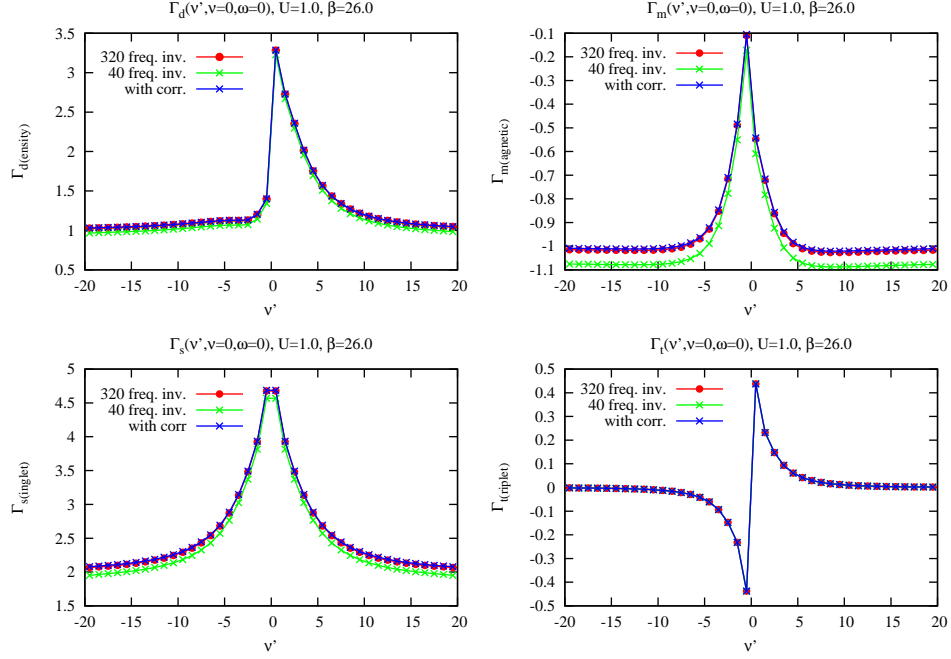 Γd(ν’,ν=0,ω=0), U=1.0, β=26.0
3.5
3
2.5
2
1.5
1
0.5
Γd(ensity)
320 freq. inv.
40 freq. inv.
with corr.
-20 -15 -10 -5 0 5 10 15 20
ν’
Γm(ν’,ν=0,ω=0), U=1.0, β=26.0
-0.1
-0.2
-0.3
-0.4
-0.5
-0.6
-0.7
-0.8
-0.9
-1
-1.1
Γm(agnetic)
320 freq. inv.
40 freq. inv.
with corr.
-20 -15 -10 -5 0 5 10 15 20
ν’
Γs(ν’,ν=0,ω=0), U=1.0, β=26.0
5
4.5
4
3.5
3
2.5
2
1.5
Γs(inglet)
320 freq. inv.
40 freq. inv.
with corr
-20 -15 -10 -5 0 5 10 15 20
ν’
Γt(ν’,ν=0,ω=0), U=1.0, β=26.0
0.5
0.4
0.3
0.2
0.1
0
-0.1
-0.2
-0.3
-0.4
-0.5
Γt(riplet)
320 freq. inv.
40 freq. inv.
with corr.
-20 -15 -10 -5 0 5 10 15 20
ν’